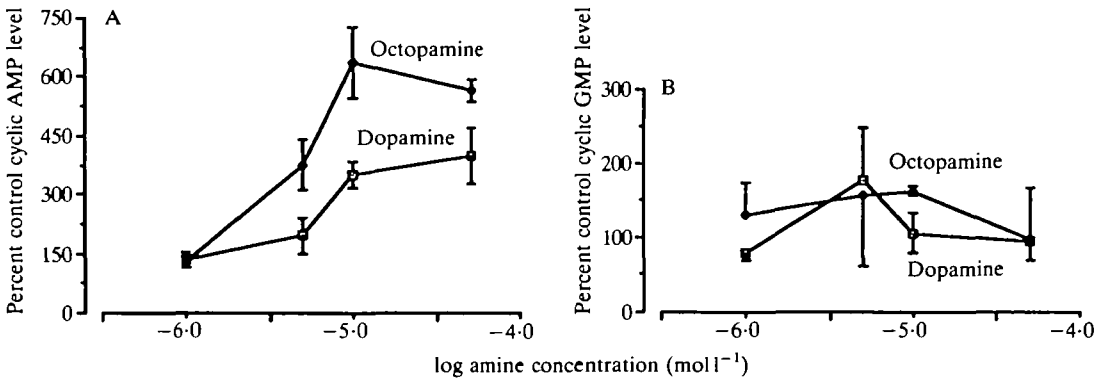 A
Percent control cyclic AMP level
750
600
450
300
150
0
Octopamine
Dopamine
−6·0
−5·0
−4·0
B
Percent control cyclic GMP level
300
200
100
0
Octopamine
Dopamine
−6·0
−5·0
−4·0
log amine concentration (mol l⁻¹)